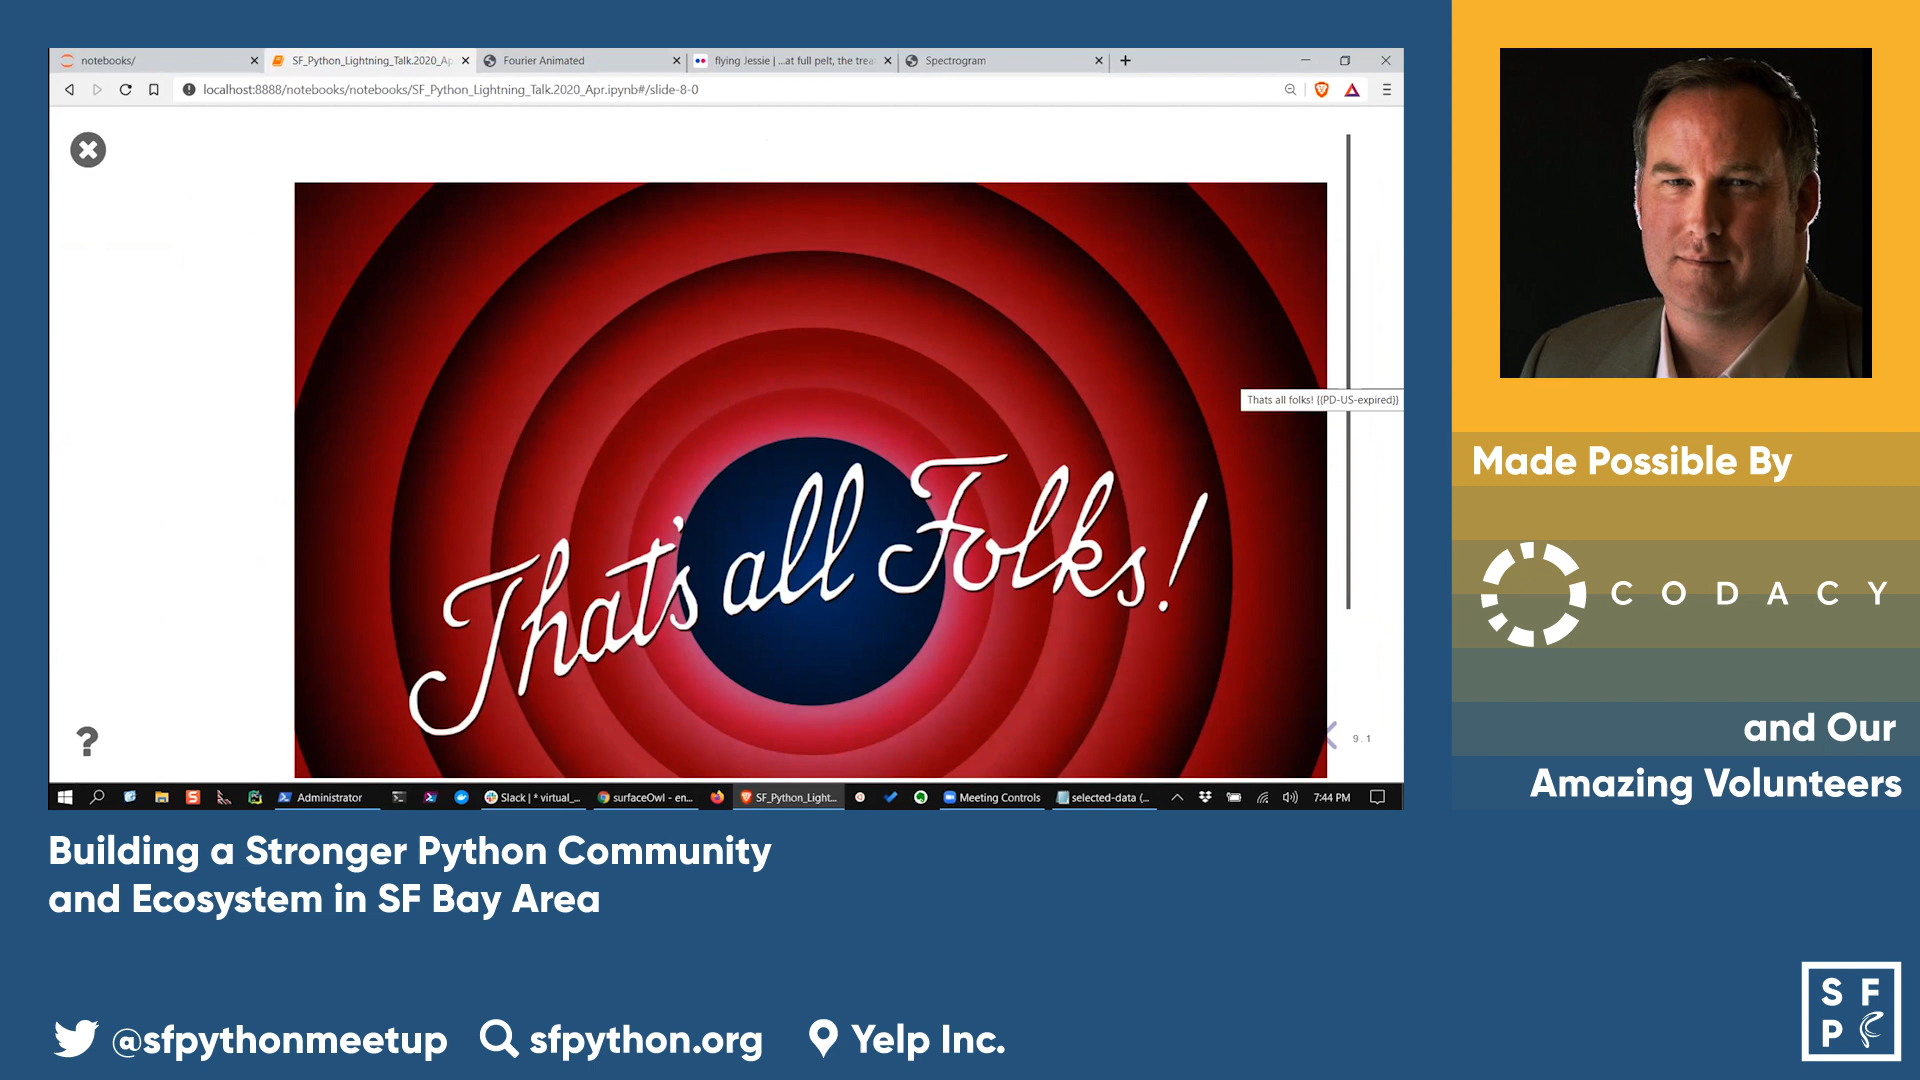 notebooks/
SF_Python_Lightning_Talk.2020_Ap
Fourier Animated
flying Jessie | ...at full pelt, the trea
Spectrogram
localhost:8888/notebooks/notebooks/SF_Python_Lightning_Talk.2020_Apr.ipynb#/slide-8-0
That's all Folks!
Thats all folks! {{PD-US-expired}}
?
9.1
Administrator
Slack | * virtual_...
surfaceOwl - en...
SF_Python_Light...
Meeting Controls
selected-data (...
7:44 PM
Made Possible By
CODACY
and Our
Amazing Volunteers
Building a Stronger Python Community
and Ecosystem in SF Bay Area
@sfpythonmeetup
sfpython.org
Yelp Inc.
SF
P